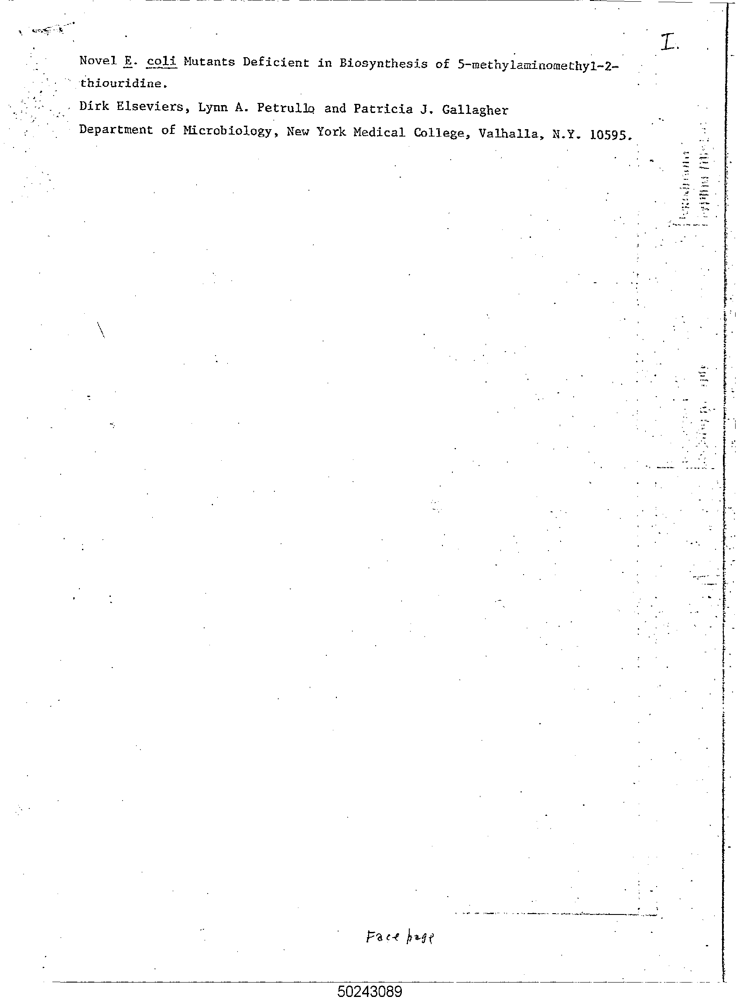 I.
Novel E. coli Mutants Deficient in Biosynthesis of 5-methylaminomethyl-2-
thiouridine.
Dirk Elseviers, Lynn A. Petrullo and Patricia J. Gallagher
Department of Microbiology, New York Medical College, Valhalla, N.Y. 10595.
Face page
50243089